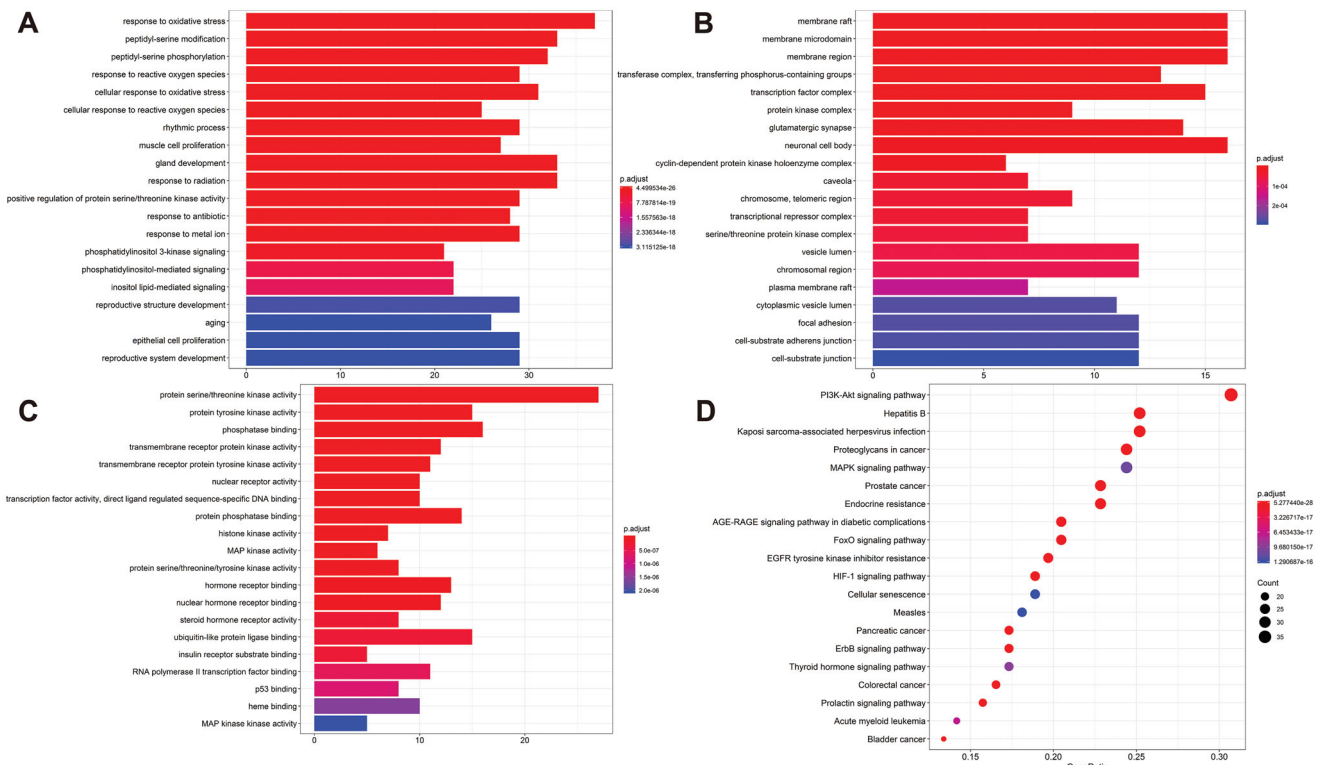 A
response to oxidative stress
peptidyl-serine modification
peptidyl-serine phosphorylation
response to reactive oxygen species
cellular response to oxidative stress
cellular response to reactive oxygen species
rhythmic process
muscle cell proliferation
gland development
response to radiation
positive regulation of protein serine/threonine kinase activity
response to antibiotic
response to metal ion
phosphatidylinositol 3-kinase signaling
phosphatidylinositol-mediated signaling
inositol lipid-mediated signaling
reproductive structure development
aging
epithelial cell proliferation
reproductive system development
0 10 20 30
p.adjust
4.499534e-26
7.787814e-19
1.557563e-18
2.336344e-18
3.115125e-18
B
membrane raft
membrane microdomain
membrane region
transferase complex, transferring phosphorus-containing groups
transcription factor complex
protein kinase complex
glutamatergic synapse
neuronal cell body
cyclin-dependent protein kinase holoenzyme complex
caveola
chromosome, telomeric region
transcriptional repressor complex
serine/threonine protein kinase complex
vesicle lumen
chromosomal region
plasma membrane raft
cytoplasmic vesicle lumen
focal adhesion
cell-substrate adherens junction
cell-substrate junction
0 5 10 15
p.adjust
1e-04
2e-04
C
protein serine/threonine kinase activity
protein tyrosine kinase activity
phosphatase binding
transmembrane receptor protein kinase activity
transmembrane receptor protein tyrosine kinase activity
nuclear receptor activity
transcription factor activity, direct ligand regulated sequence-specific DNA binding
protein phosphatase binding
histone kinase activity
MAP kinase activity
protein serine/threonine/tyrosine kinase activity
hormone receptor binding
nuclear hormone receptor binding
steroid hormone receptor activity
ubiquitin-like protein ligase binding
insulin receptor substrate binding
RNA polymerase II transcription factor binding
p53 binding
heme binding
MAP kinase kinase activity
0 10 20
p.adjust
5.0e-07
1.0e-06
1.5e-06
2.0e-06
D
PI3K-Akt signaling pathway
Hepatitis B
Kaposi sarcoma-associated herpesvirus infection
Proteoglycans in cancer
MAPK signaling pathway
Prostate cancer
Endocrine resistance
AGE-RAGE signaling pathway in diabetic complications
FoxO signaling pathway
EGFR tyrosine kinase inhibitor resistance
HIF-1 signaling pathway
Cellular senescence
Measles
Pancreatic cancer
ErbB signaling pathway
Thyroid hormone signaling pathway
Colorectal cancer
Prolactin signaling pathway
Acute myeloid leukemia
Bladder cancer
0.15 0.20 0.25 0.30
p.adjust
5.277440e-28
3.226717e-17
6.453433e-17
9.680150e-17
1.290687e-16
Count
20
25
30
35